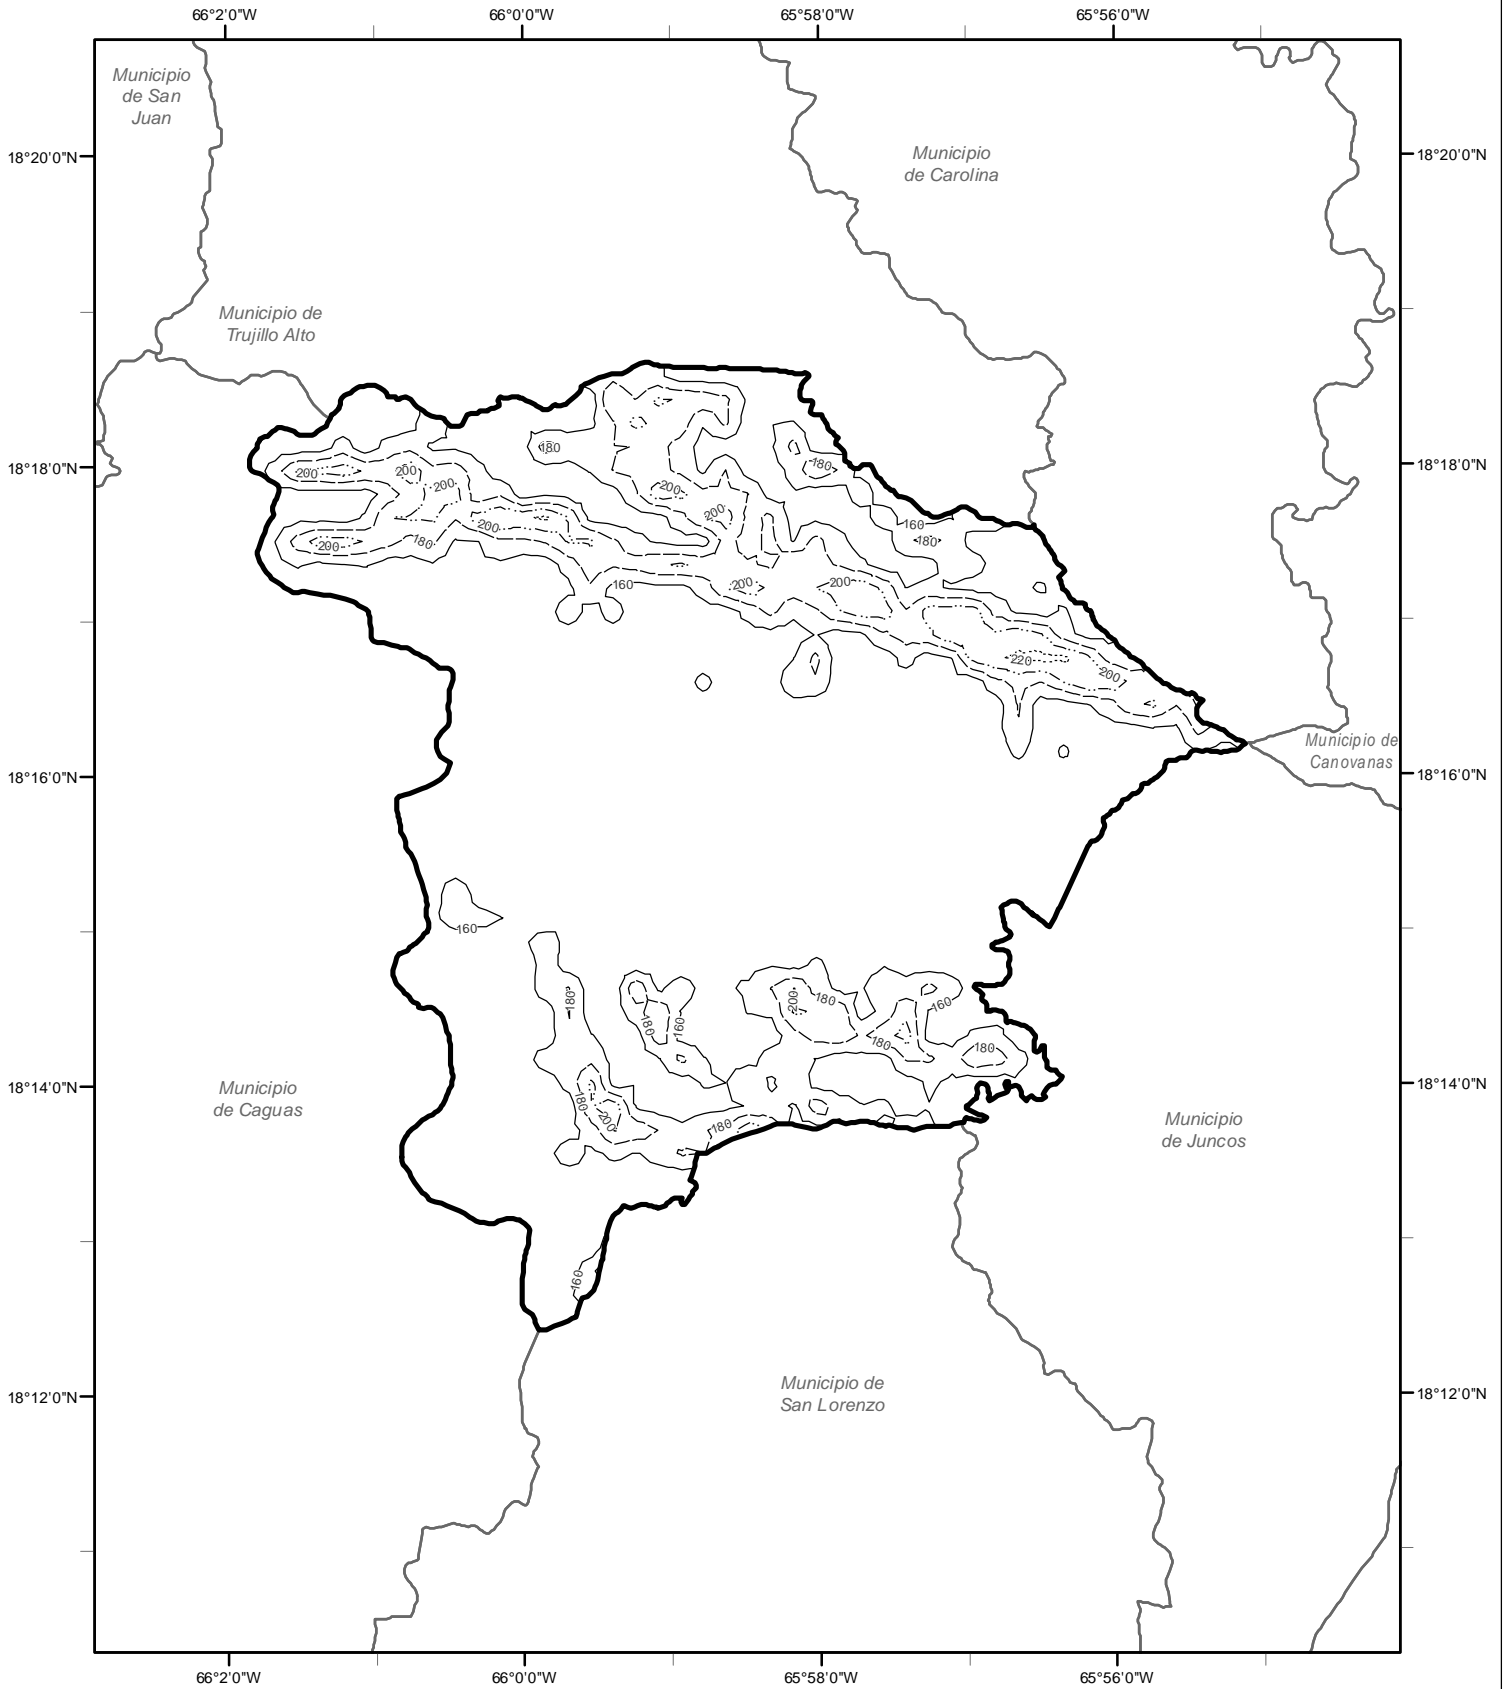 66°2'0"W
66°0'0"W
65°58'0"W
65°56'0"W
Municipio
de San
Juan
18°20'0"N
Municipio
de Carolina
18°20'0"N
Municipio de
Trujillo Alto
180
18°18'0"N
200
200
200
200
180
18°18'0"N
200
200
160
180
200
180
160
200
200
220
200
Municipio de
Canovanas
18°16'0"N
18°16'0"N
160
180
180
160
200
180
160
180
180
18°14'0"N
Municipio
de Caguas
180
200
180
18°14'0"N
Municipio
de Juncos
160
Municipio de
San Lorenzo
18°12'0"N
18°12'0"N
66°2'0"W
66°0'0"W
65°58'0"W
65°56'0"W